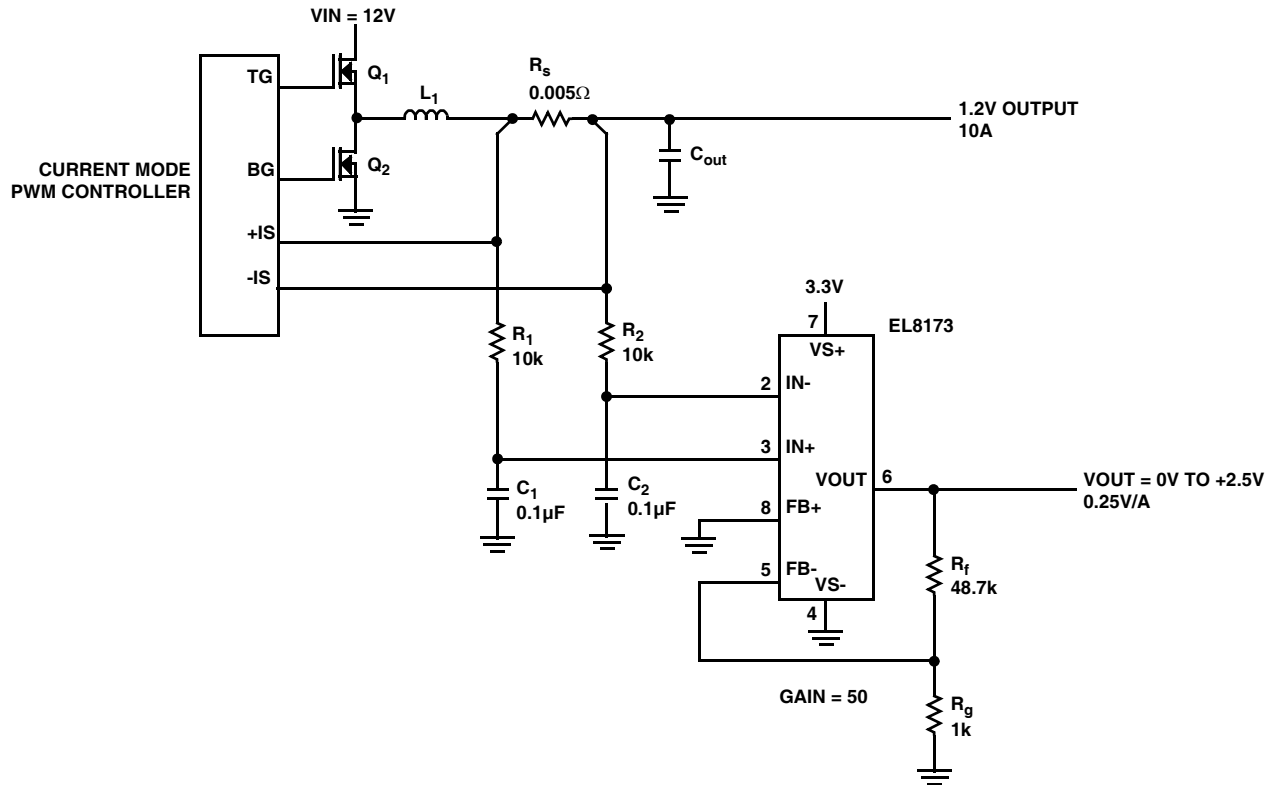 VIN = 12V
TG
Q1
L1
Rs
0.005Ω
1.2V OUTPUT
10A
Cout
CURRENT MODE
PWM CONTROLLER
BG
Q2
+IS
-IS
R1
10k
R2
10k
3.3V
7
EL8173
VS+
2
IN-
3
IN+
VOUT
6
VOUT = 0V TO +2.5V
0.25V/A
C1
0.1µF
C2
0.1µF
8
FB+
5
FB-
VS-
4
Rf
48.7k
GAIN = 50
Rg
1k